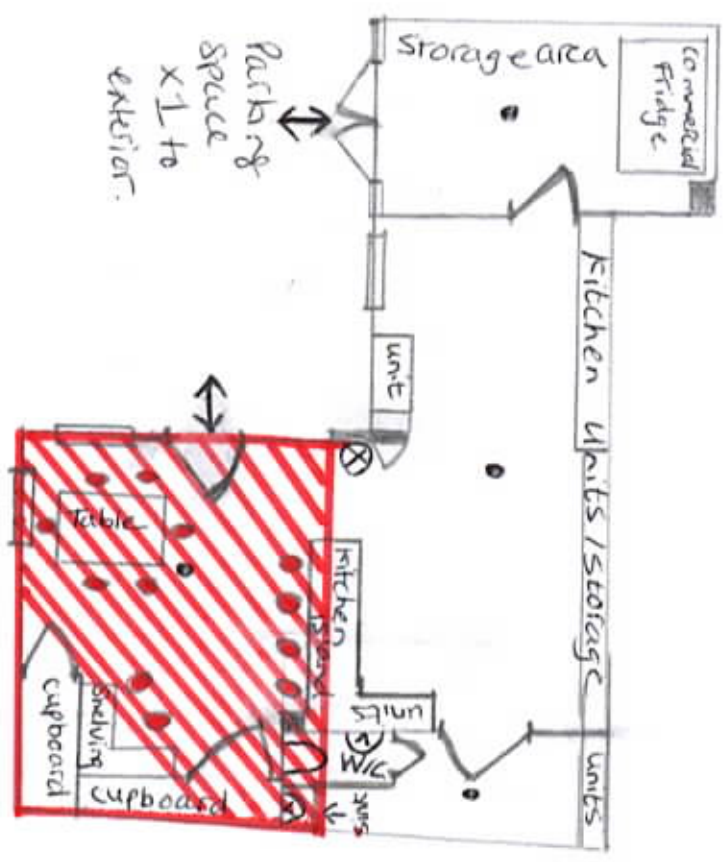 Storage area
Commercial
Fridge
Parking
Space
x1 to
exterior.
Kitchen Units / Storage
units
unit
Table
Kitchen
Island
units
W/C
Shelving
cupboard
cupboard